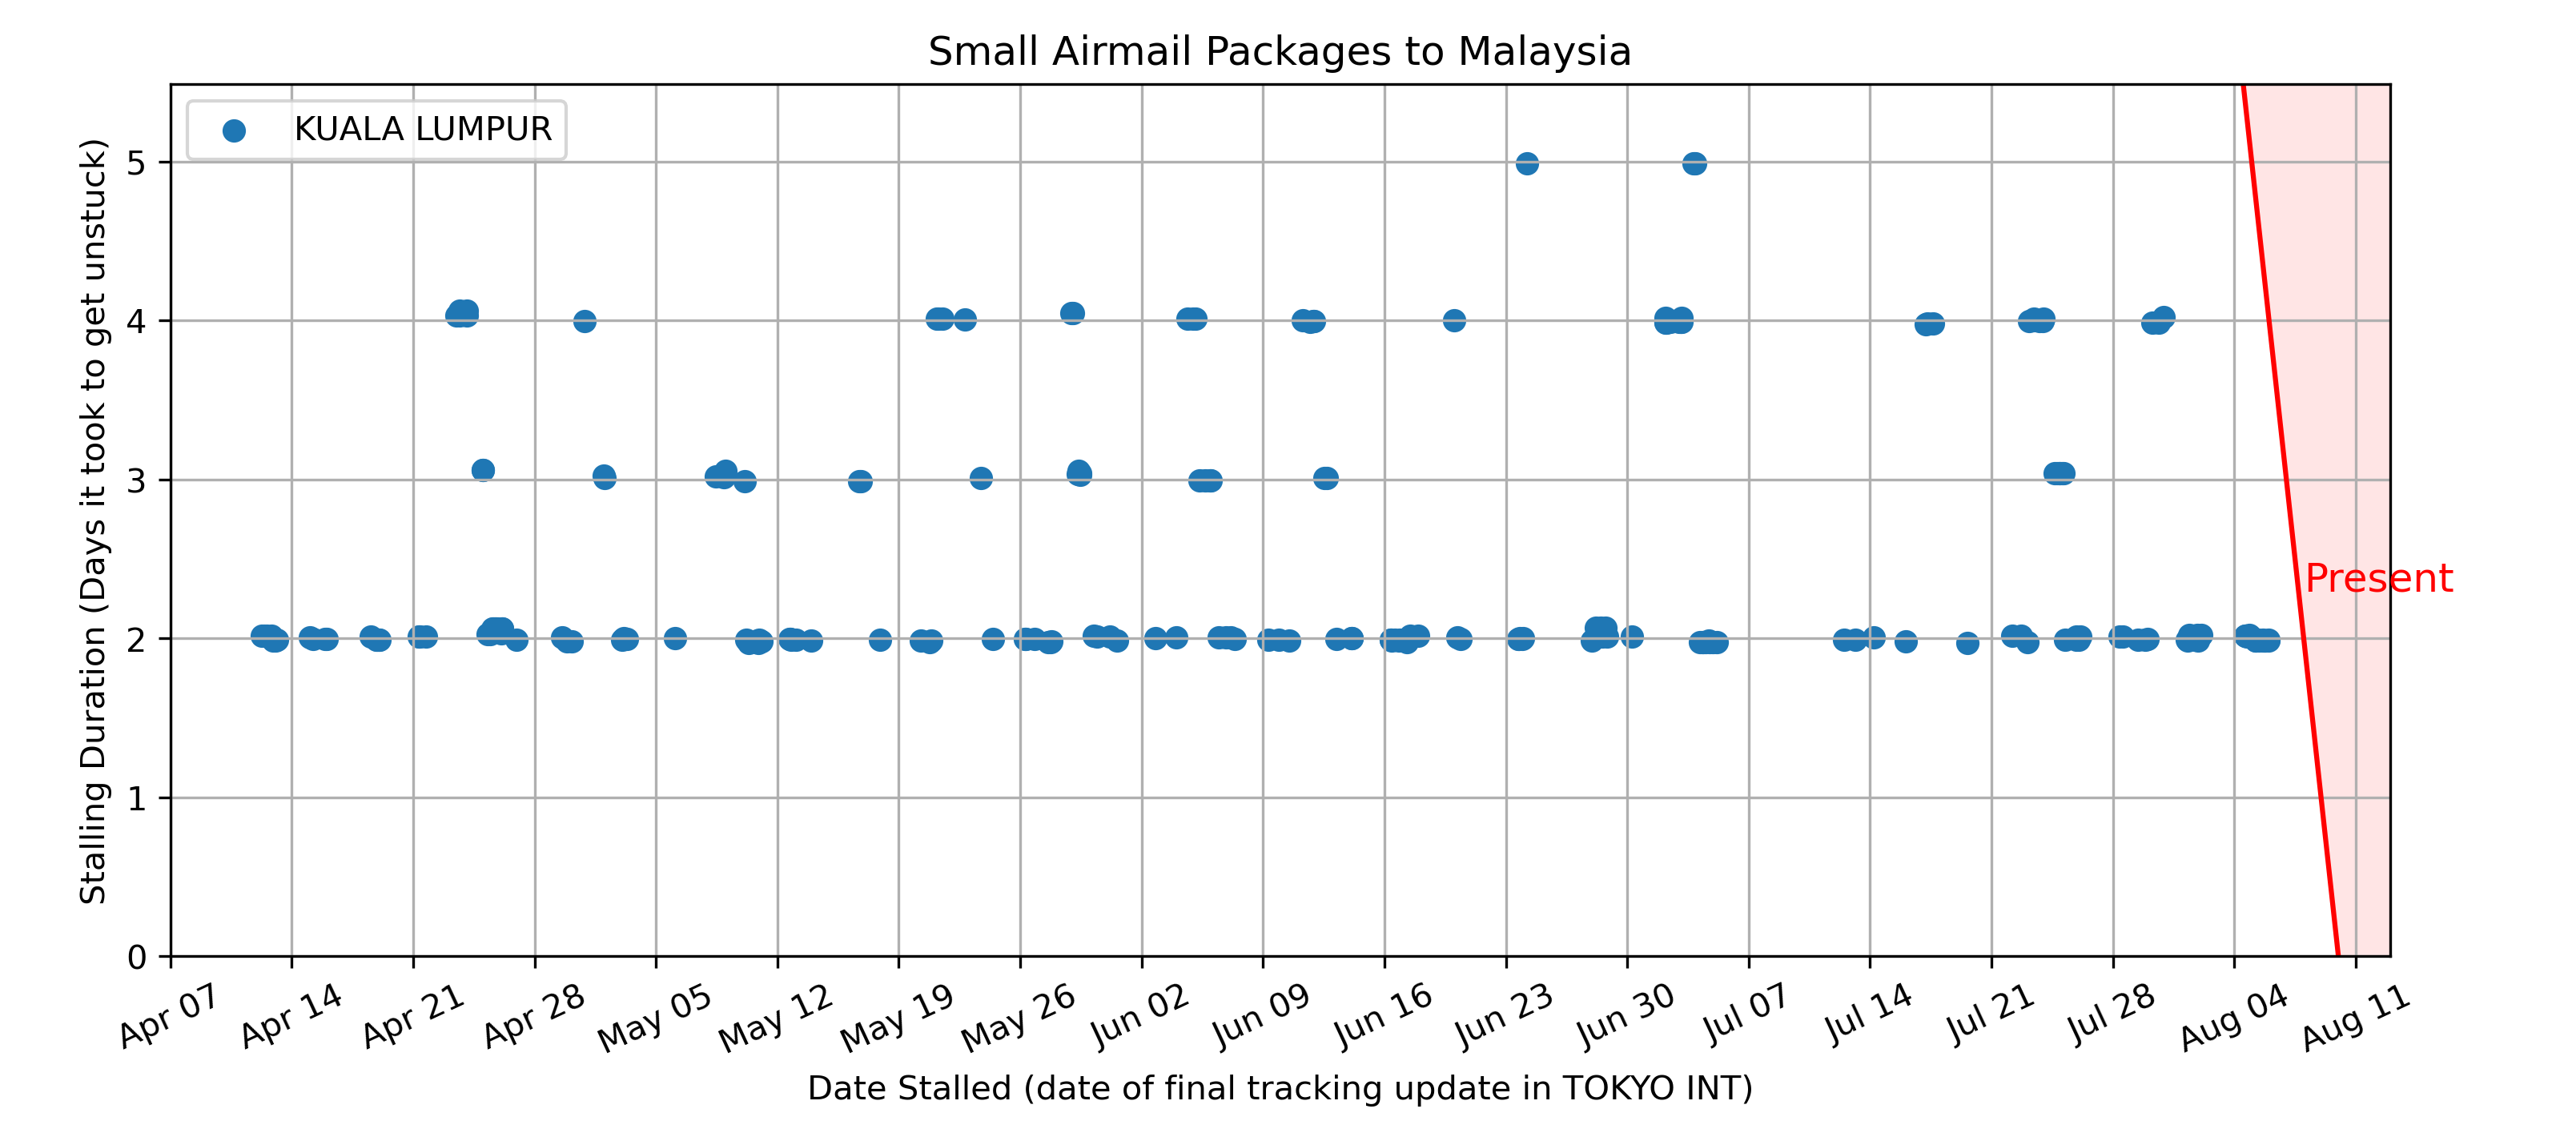 Small Airmail Packages to Malaysia
KUALA LUMPUR
Stalling Duration (Days it took to get unstuck)
5
4
3
2
1
0
Present
Apr 07
Apr 14
Apr 21
Apr 28
May 05
May 12
May 19
May 26
Jun 02
Jun 09
Jun 16
Jun 23
Jun 30
Jul 07
Jul 14
Jul 21
Jul 28
Aug 04
Aug 11
Date Stalled (date of final tracking update in TOKYO INT)